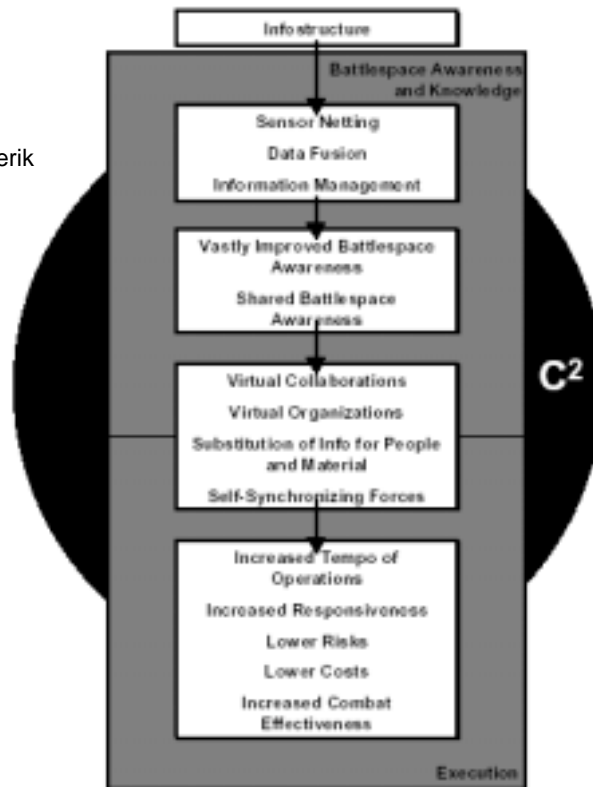 Infostructure
Battlespace Awareness
and Knowledge
Sensor Netting
erik
Data Fusion
Information Management
Vastly Improved Battlespace
Awareness
Shared Battlespace
Awareness
C²
Virtual Collaborations
Virtual Organizations
Substitution of Info for People
and Material
Self-Synchronizing Forces
Increased Tempo of
Operations
Increased Responsiveness
Lower Risks
Lower Costs
Increased Combat
Effectiveness
Execution